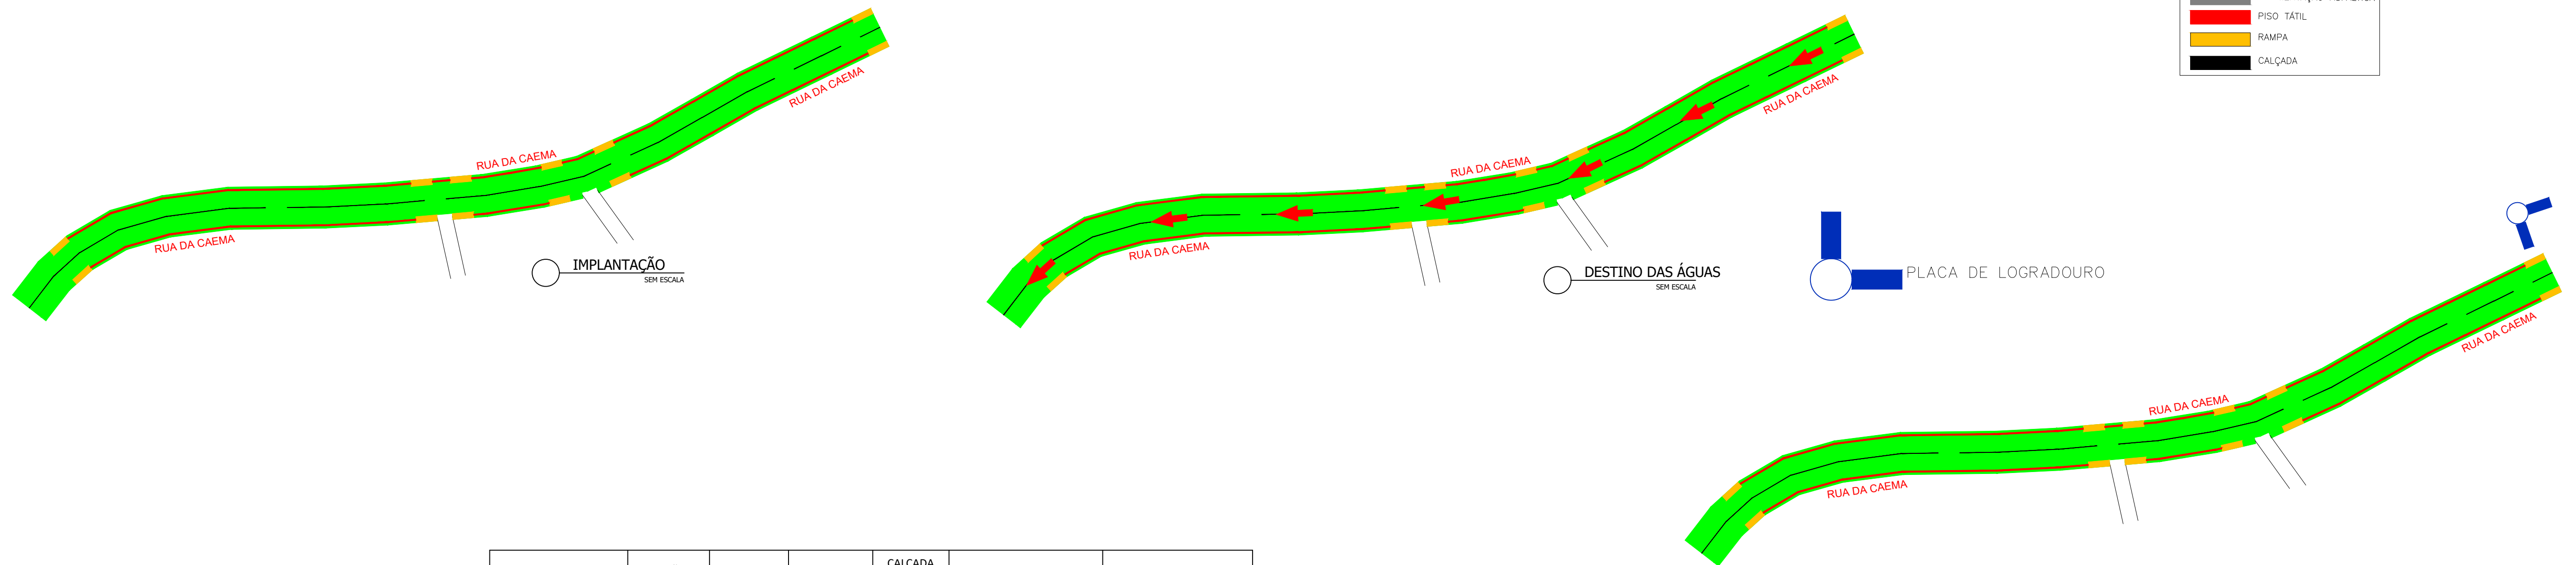 PISO TÁTIL
RAMPA
CALÇADA
RUA DA CAEMA
RUA DA CAEMA
RUA DA CAEMA
IMPLANTAÇÃO
SEM ESCALA
RUA DA CAEMA
RUA DA CAEMA
RUA DA CAEMA
DESTINO DAS ÁGUAS
SEM ESCALA
PLACA DE LOGRADOURO
RUA DA CAEMA
RUA DA CAEMA
RUA DA CAEMA
CALÇADA